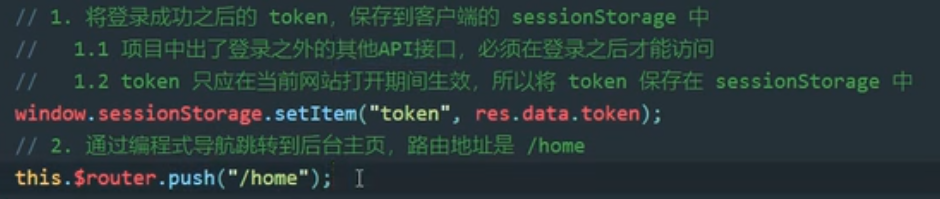 // 1. 将登录成功之后的 token，保存到客户端的 sessionStorage 中
//   1.1 项目中出了登录之外的其他API接口，必须在登录之后才能访问
//   1.2 token 只应在当前网站打开期间生效，所以将 token 保存在 sessionStorage 中
window.sessionStorage.setItem("token", res.data.token);
// 2. 通过编程式导航跳转到后台主页，路由地址是 /home
this.$router.push("/home");